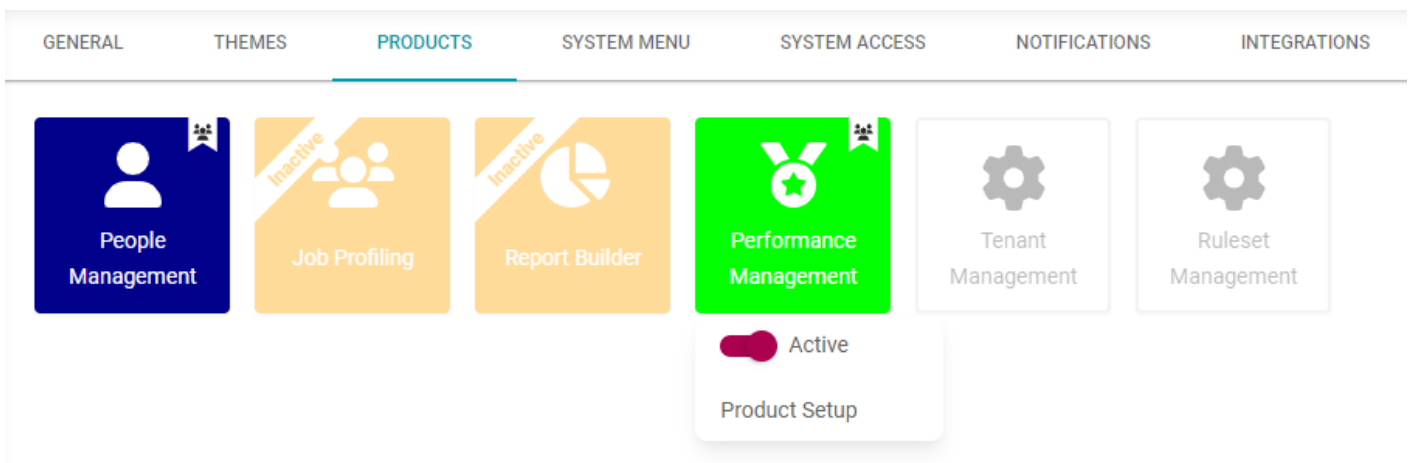 GENERAL THEMES PRODUCTS SYSTEM MENU SYSTEM ACCESS NOTIFICATIONS INTEGRATIONS
Inactive
Inactive
People
Management
Job Profiling
Report Builder
Performance
Management
Tenant
Management
Ruleset
Management
Active
Product Setup